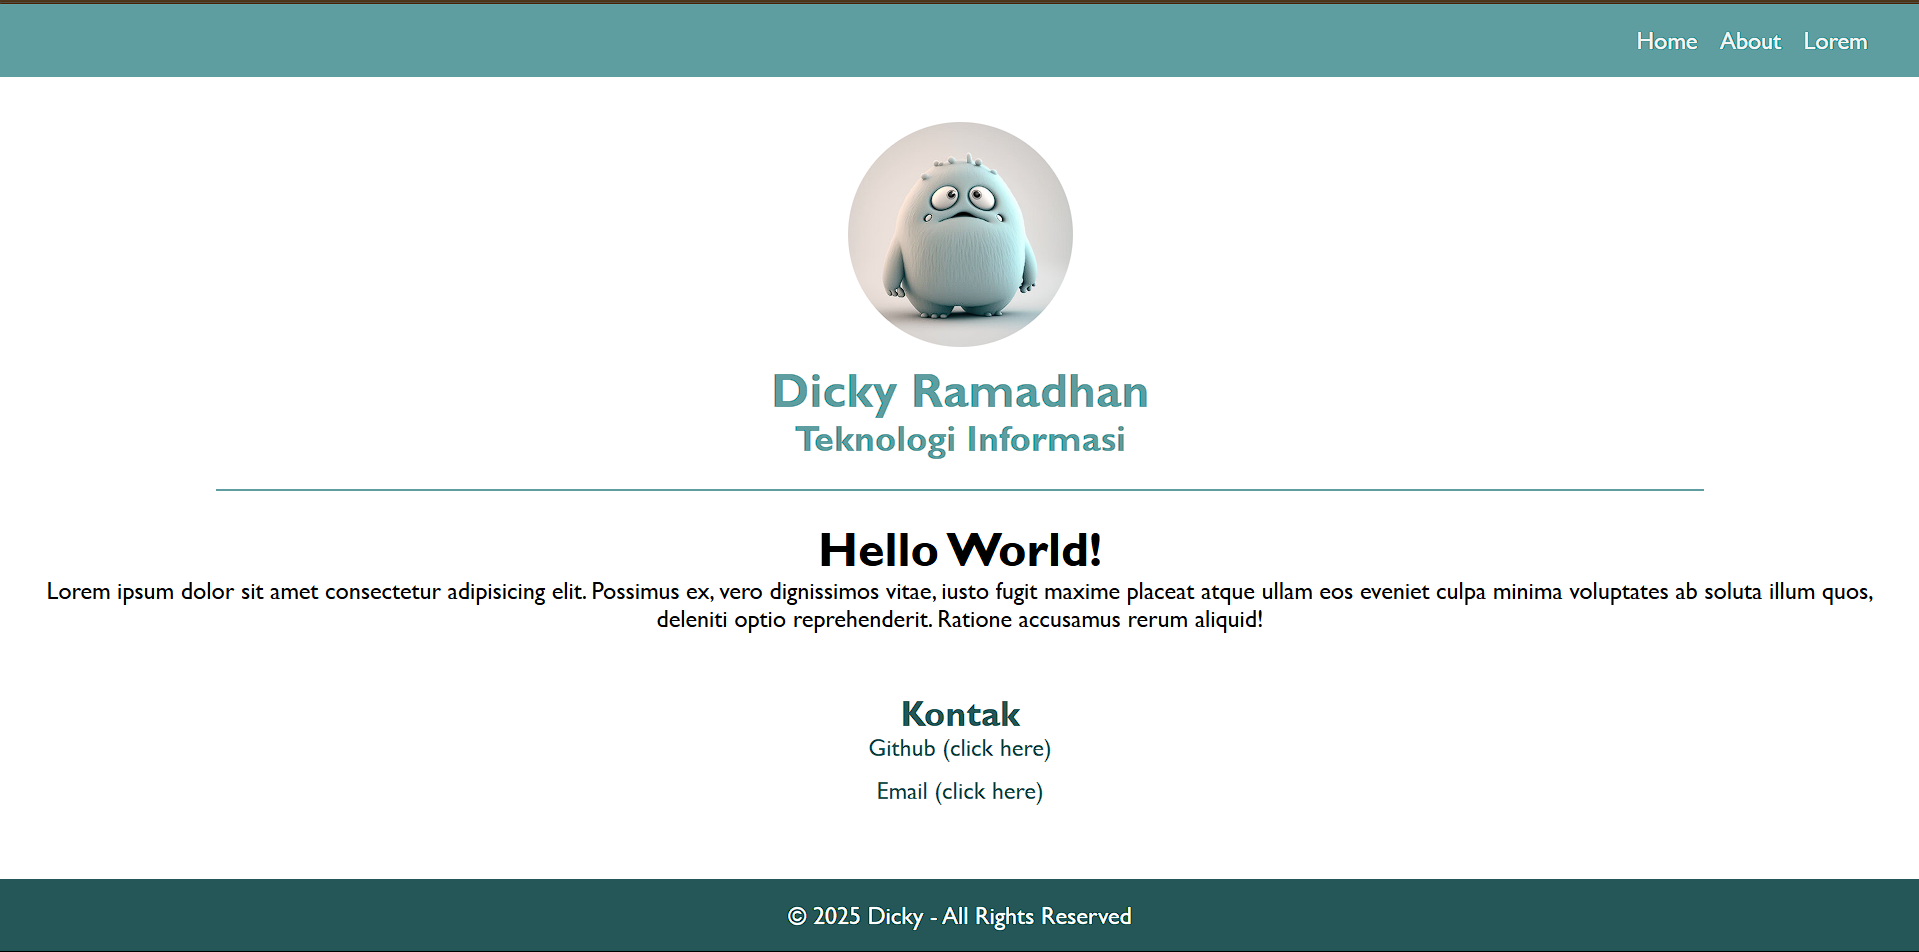 Home About Lorem
Dicky Ramadhan
Teknologi Informasi
Hello World!
Lorem ipsum dolor sit amet consectetur adipisicing elit. Possimus ex, vero dignissimos vitae, iusto fugit maxime placeat atque ullam eos eveniet culpa minima voluptates ab soluta illum quos,
deleniti optio reprehenderit. Ratione accusamus rerum aliquid!
Kontak
Github (click here)
Email (click here)
© 2025 Dicky - All Rights Reserved